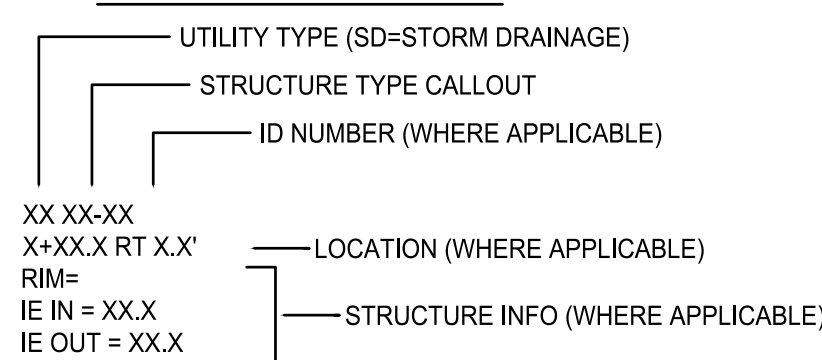 UTILITY TYPE (SD=STORM DRAINAGE)
STRUCTURE TYPE CALLOUT
ID NUMBER (WHERE APPLICABLE)
XX XX-XX
X+XX.X RT X.X'
LOCATION (WHERE APPLICABLE)
RIM=
IE IN = XX.X
STRUCTURE INFO (WHERE APPLICABLE)
IE OUT = XX.X